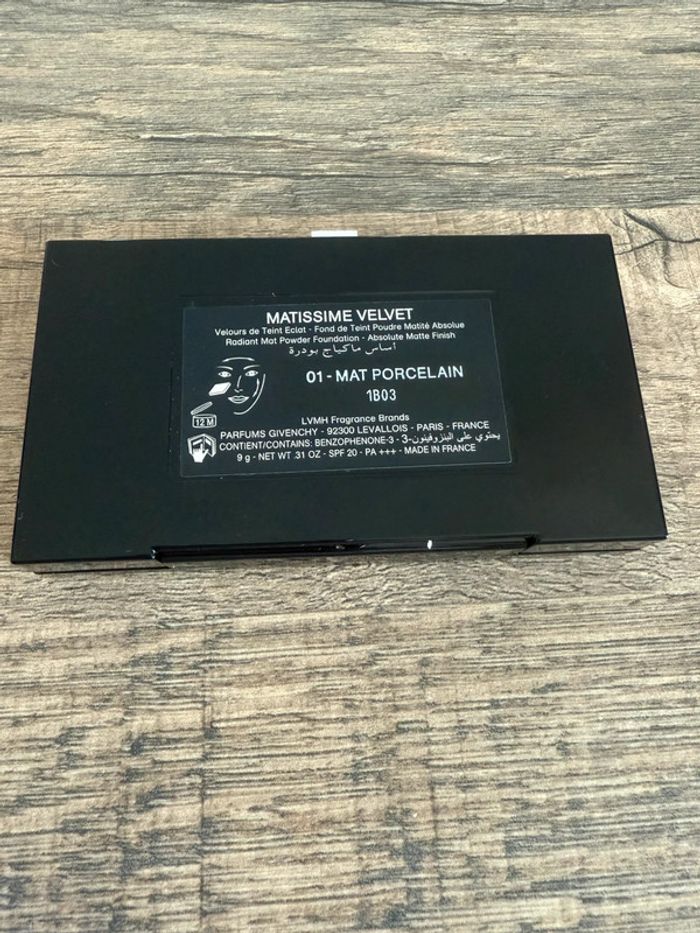 MATISSIME VELVET
Velours de Teint Eclat - Fond de Teint Poudre Matité Absolue
Radiant Mat Powder Foundation - Absolute Matte Finish
أساس ماكياج بودرة
01 - MAT PORCELAIN
1B03
12 M
LVMH Fragrance Brands
PARFUMS GIVENCHY - 92300 LEVALLOIS - PARIS - FRANCE
CONTIENT/CONTAINS: BENZOPHENONE-3 - يحتوي على البنزوفينون-3
9 g - NET WT .31 OZ - SPF 20 - PA +++ - MADE IN FRANCE